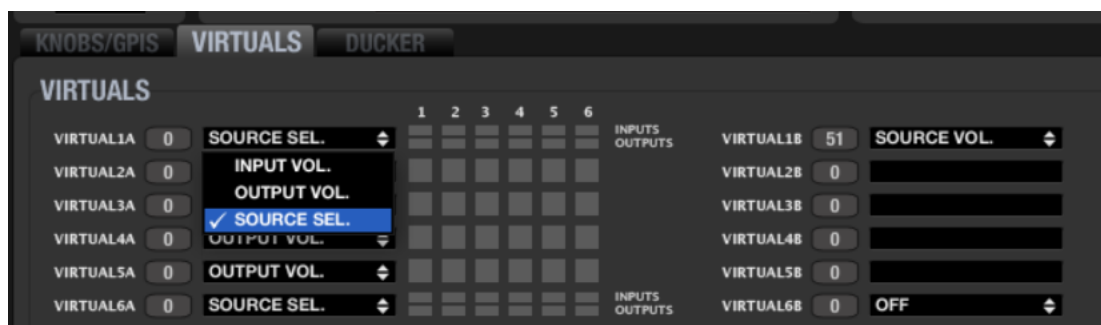 KNOBS/GPIS VIRTUALS DUCKER
VIRTUALS
1 2 3 4 5 6
VIRTUAL1A 0 SOURCE SEL. INPUTS OUTPUTS VIRTUAL1B 51 SOURCE VOL.
VIRTUAL2A 0 INPUT VOL. VIRTUAL2B 0
OUTPUT VOL.
VIRTUAL3A 0 ✓ SOURCE SEL. VIRTUAL3B 0
VIRTUAL4A 0 OUTPUT VOL. VIRTUAL4B 0
VIRTUAL5A 0 OUTPUT VOL. VIRTUAL5B 0
VIRTUAL6A 0 SOURCE SEL. INPUTS OUTPUTS VIRTUAL6B 0 OFF